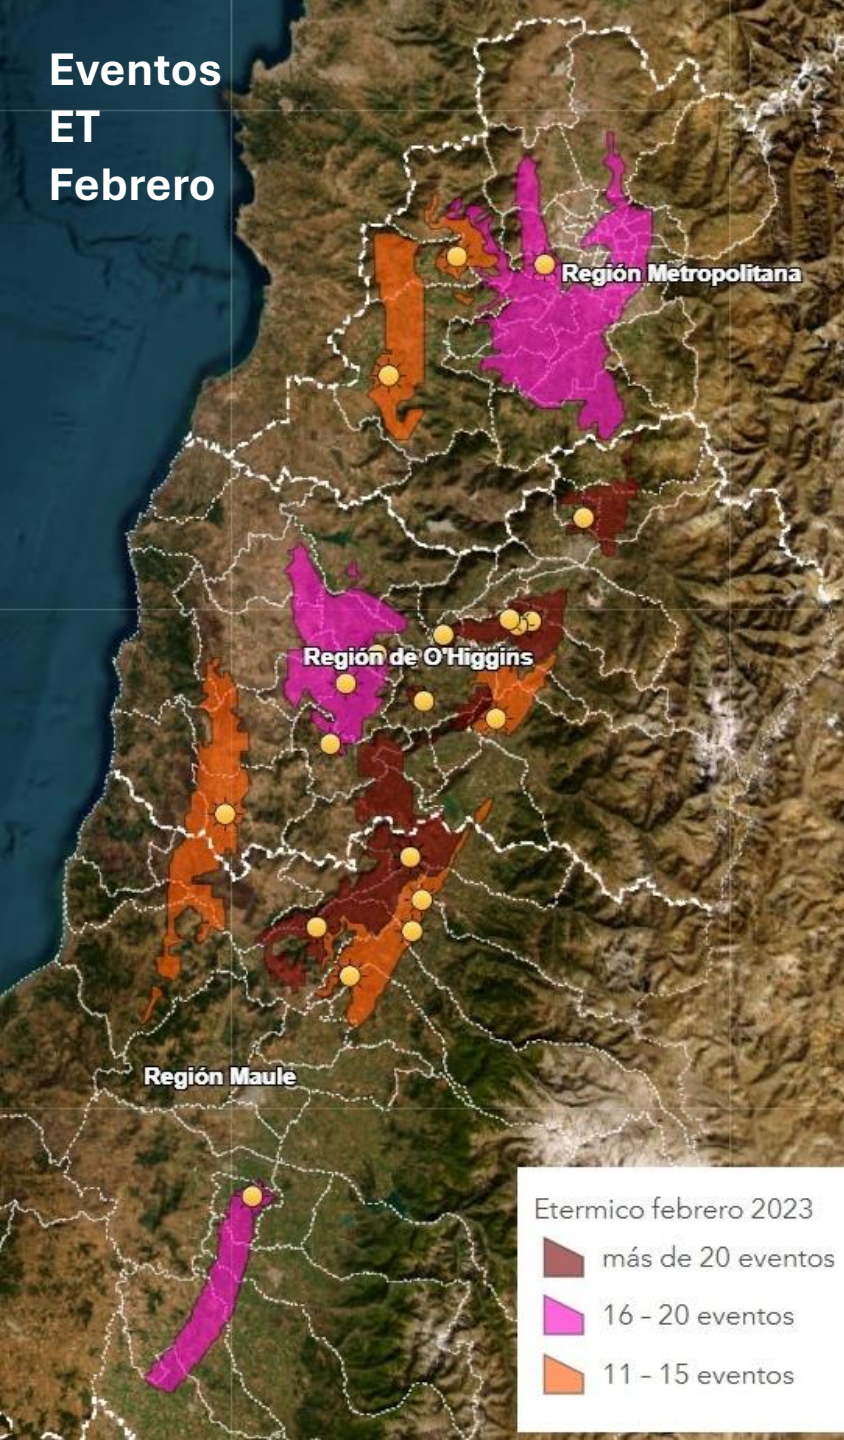 Eventos
ET
Febrero
Región Metropolitana
Región de O'Higgins
Región Maule
Etermico febrero 2023
más de 20 eventos
16 - 20 eventos
11 - 15 eventos